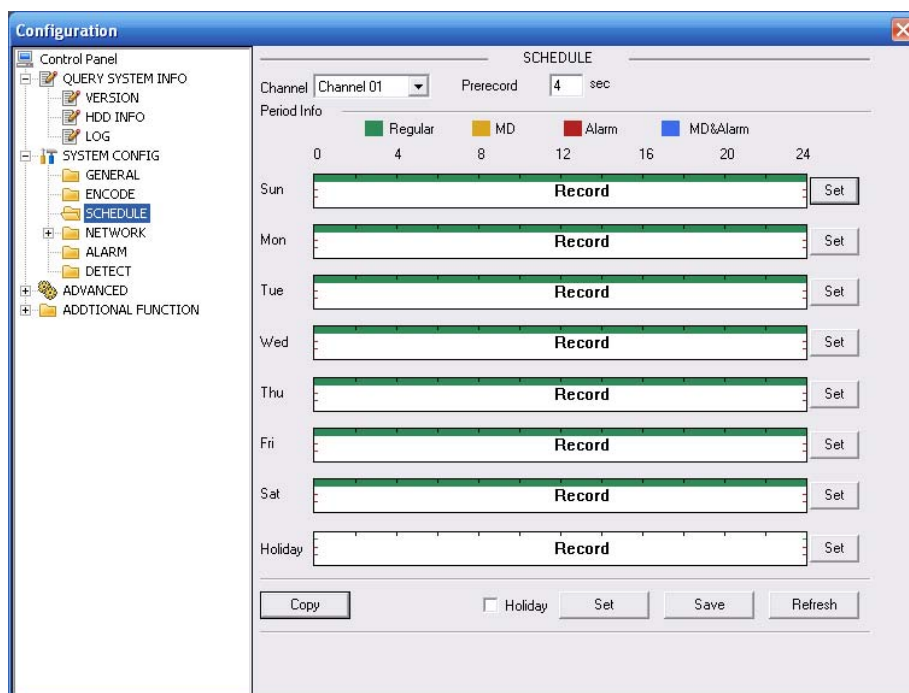 Configuration
Control Panel
QUERY SYSTEM INFO
VERSION
HDD INFO
LOG
SYSTEM CONFIG
GENERAL
ENCODE
SCHEDULE
NETWORK
ALARM
DETECT
ADVANCED
ADDTIONAL FUNCTION
SCHEDULE
Channel Channel 01 Prerecord 4 sec
Period Info
Regular MD Alarm MD&Alarm
0 4 8 12 16 20 24
Sun Record Set
Mon Record Set
Tue Record Set
Wed Record Set
Thu Record Set
Fri Record Set
Sat Record Set
Holiday Record Set
Copy Holiday Set Save Refresh